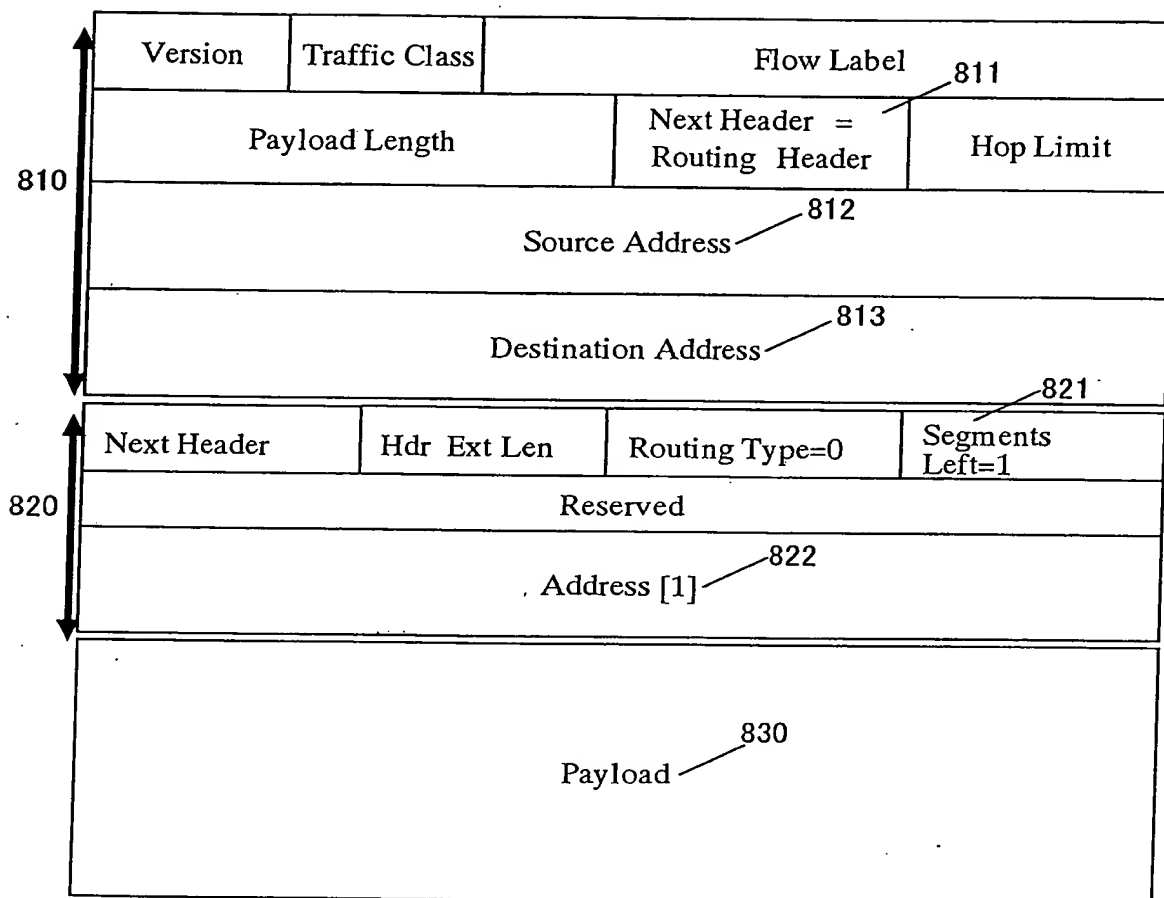 Version Traffic Class Flow Label
811
Payload Length Next Header = Routing Header Hop Limit
810
812
Source Address
813
Destination Address
821
Next Header Hdr Ext Len Routing Type=0 Segments Left=1
820
Reserved
822
Address [1]
830
Payload